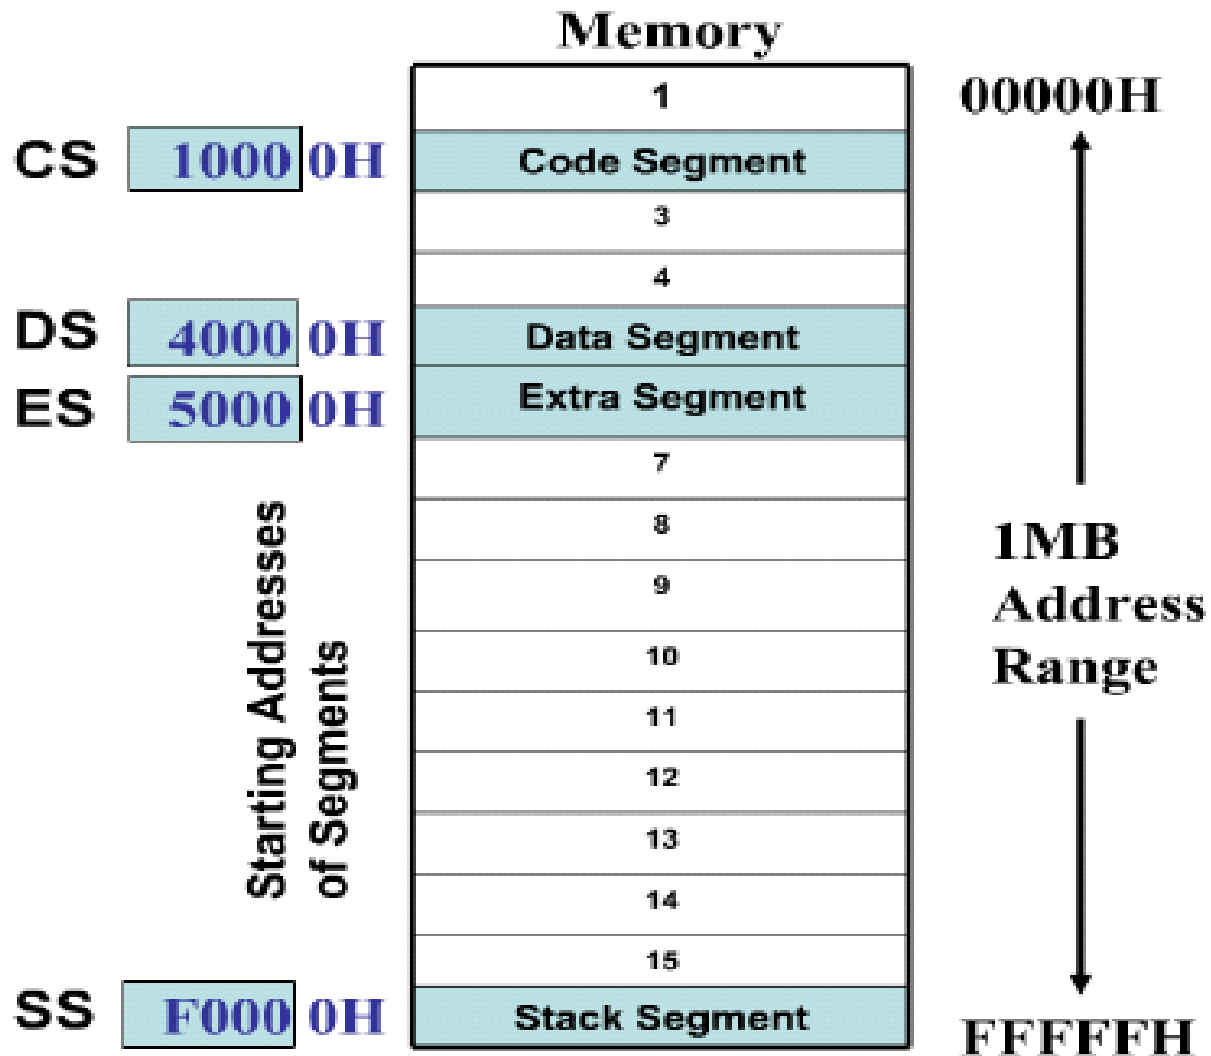 Memory
1
00000H
CS 1000 0H
Code Segment
3
4
DS 4000 0H
Data Segment
ES 5000 0H
Extra Segment
7
8
9
10
11
12
13
14
15
Starting Addresses
of Segments
1MB
Address
Range
SS F000 0H
Stack Segment
FFFFFH